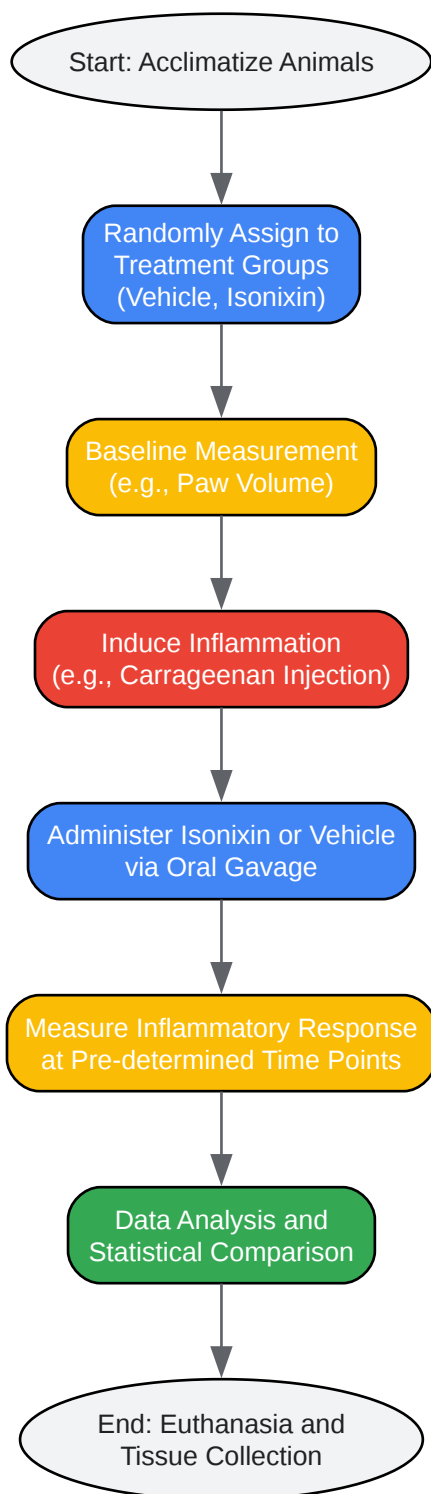 Start: Acclimatize Animals
Randomly Assign to
Treatment Groups
(Vehicle, Isonixin)
Baseline Measurement
(e.g., Paw Volume)
Induce Inflammation
(e.g., Carrageenan Injection)
Administer Isonixin or Vehicle
via Oral Gavage
Measure Inflammatory Response
at Pre-determined Time Points
Data Analysis and
Statistical Comparison
End: Euthanasia and
Tissue Collection